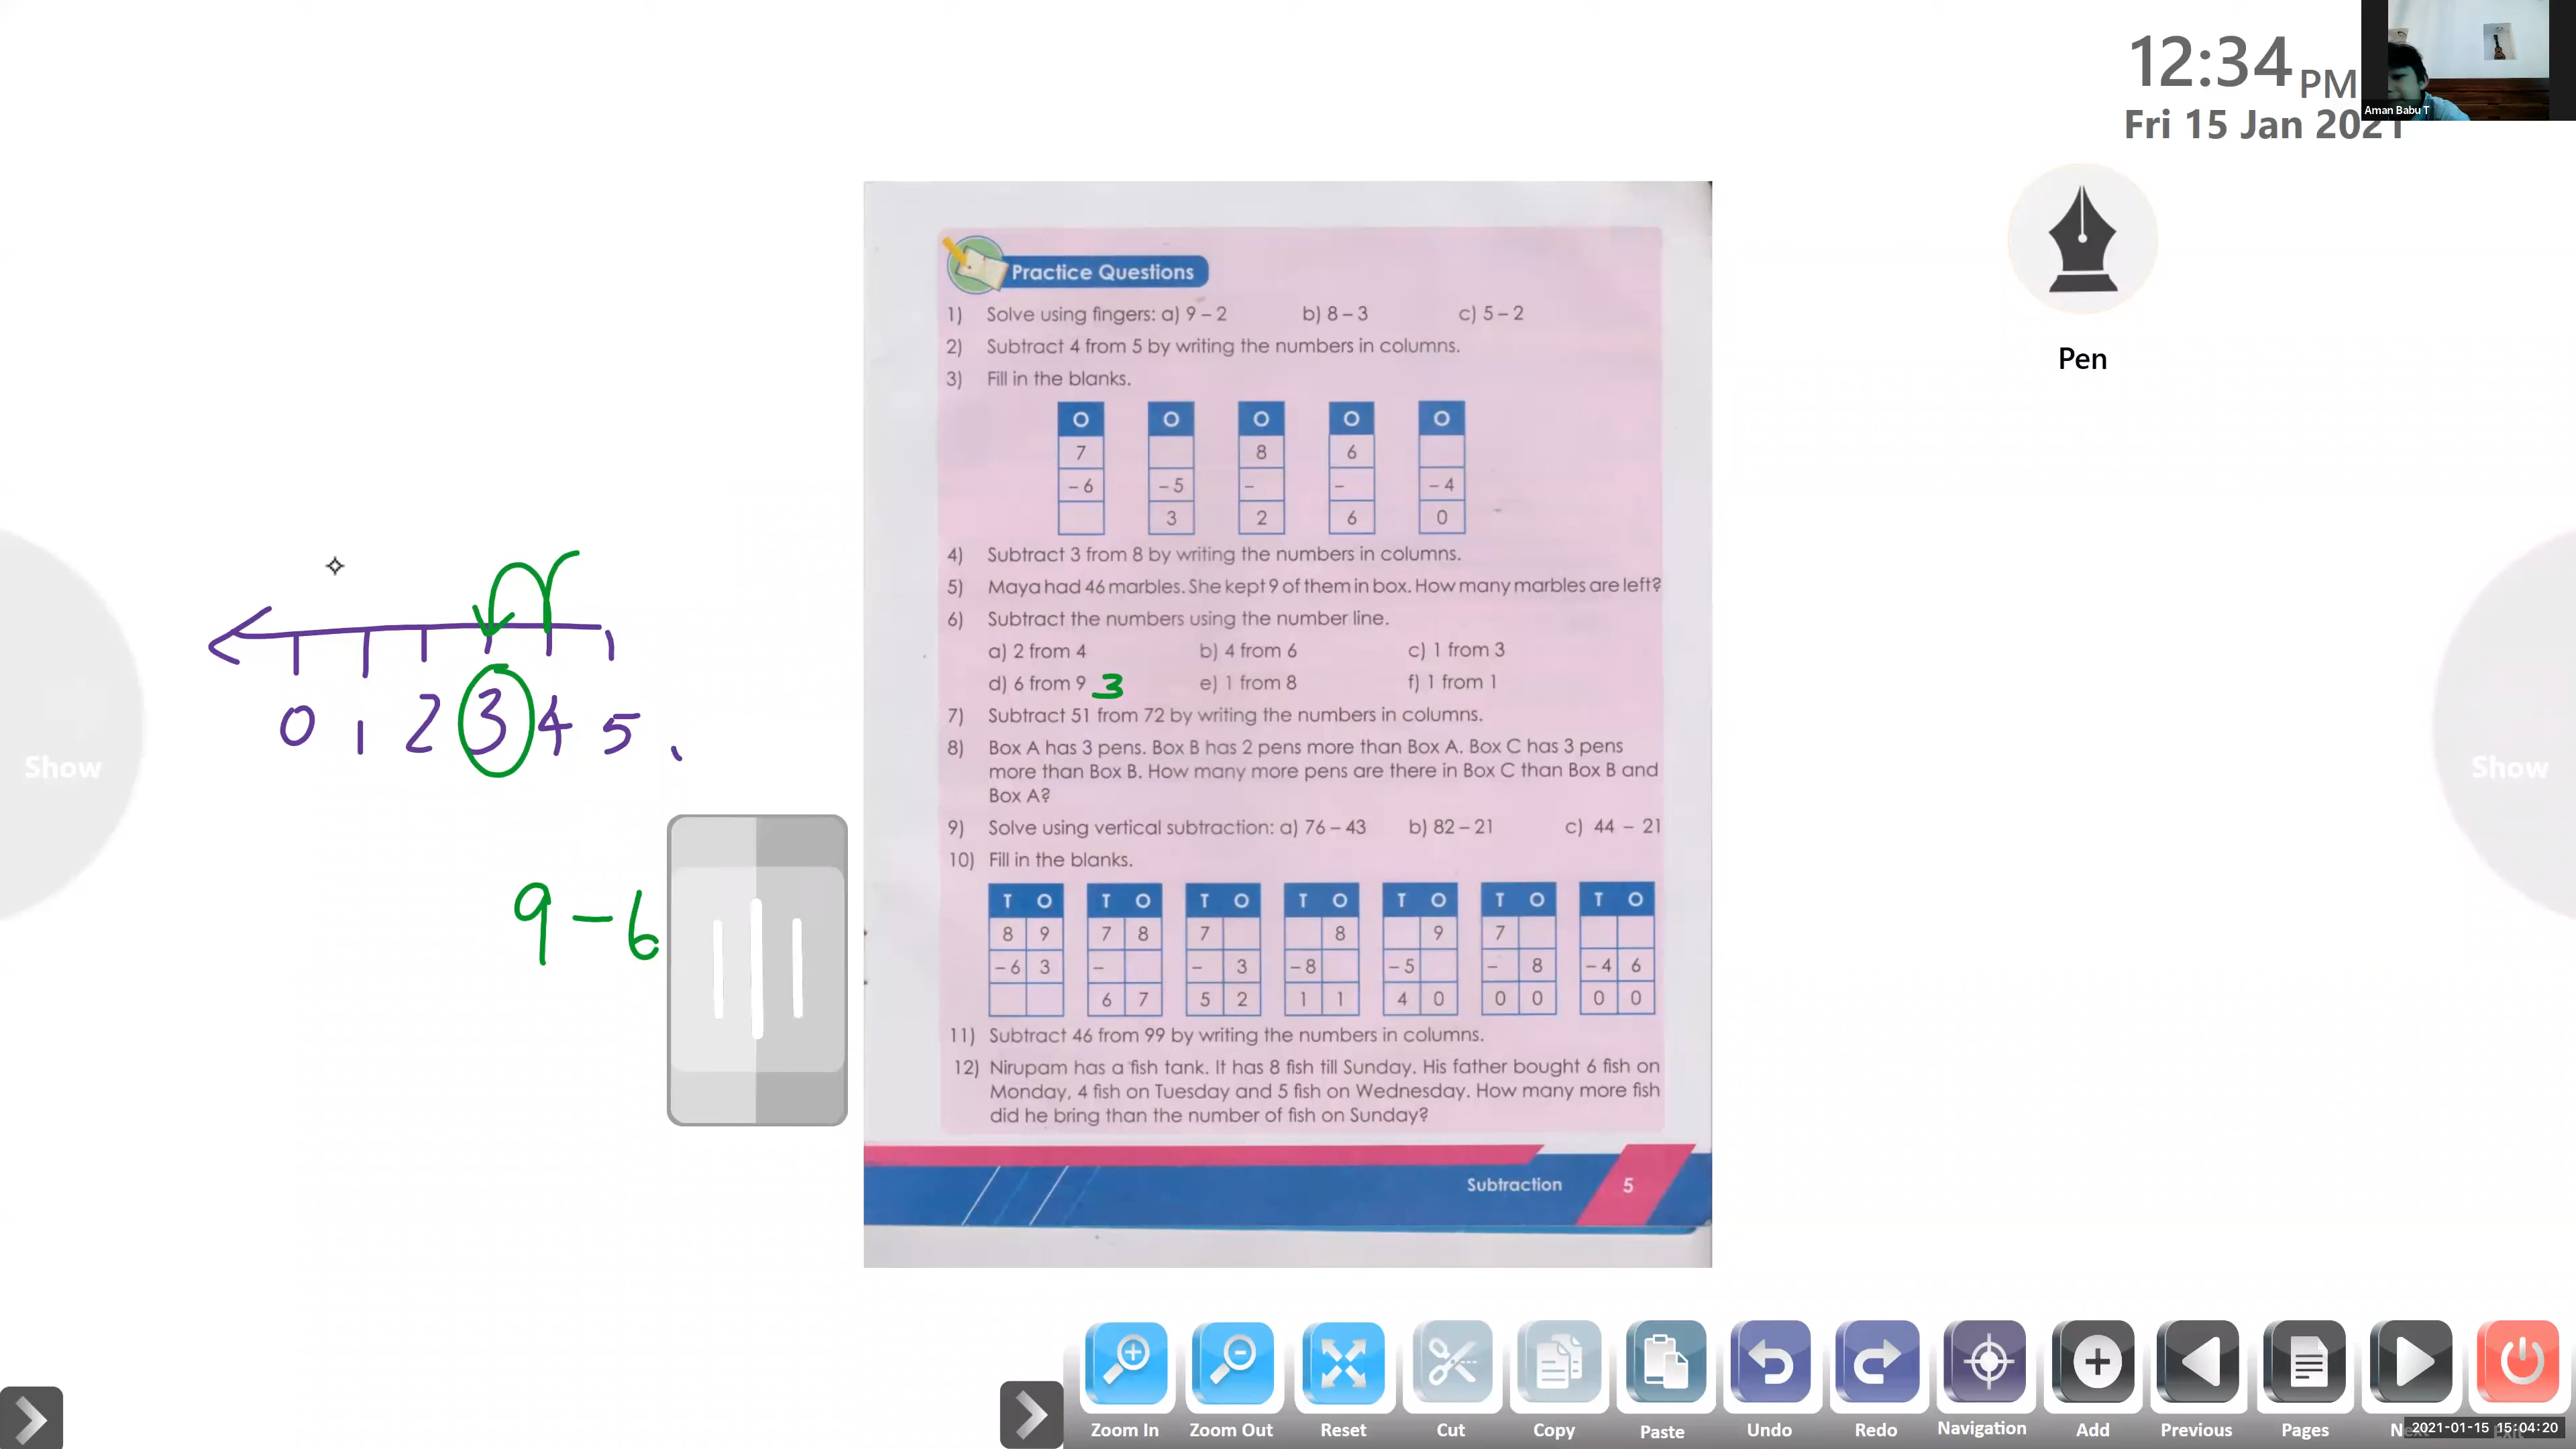 12:34 PM
Fri 15 Jan 2021
Aman Babu T
Pen
Practice Questions
1) Solve using fingers: a) 9 – 2 b) 8 – 3 c) 5 – 2
2) Subtract 4 from 5 by writing the numbers in columns.
3) Fill in the blanks.
O O O O O
7 8 6
– 6 – 5 – – – 4
3 2 6 0
4) Subtract 3 from 8 by writing the numbers in columns.
5) Maya had 46 marbles. She kept 9 of them in box. How many marbles are left?
6) Subtract the numbers using the number line.
a) 2 from 4 b) 4 from 6 c) 1 from 3
d) 6 from 9 3 e) 1 from 8 f) 1 from 1
7) Subtract 51 from 72 by writing the numbers in columns.
8) Box A has 3 pens. Box B has 2 pens more than Box A. Box C has 3 pens
more than Box B. How many more pens are there in Box C than Box B and
Box A?
9) Solve using vertical subtraction: a) 76 – 43 b) 82 – 21 c) 44 – 21
10) Fill in the blanks.
T O T O T O T O T O T O T O
8 9 7 8 7 8 9 7
– 6 3 – – 3 – 8 – 5 – 8 – 4 6
6 7 5 2 1 1 4 0 0 0 0 0
11) Subtract 46 from 99 by writing the numbers in columns.
12) Nirupam has a fish tank. It has 8 fish till Sunday. His father bought 6 fish on
Monday, 4 fish on Tuesday and 5 fish on Wednesday. How many more fish
did he bring than the number of fish on Sunday?
Subtraction 5
0 1 2 3 4 5
9 – 6
Show
Show
Zoom In Zoom Out Reset Cut Copy Paste Undo Redo Navigation Add Previous Pages
2021-01-15 15:04:20